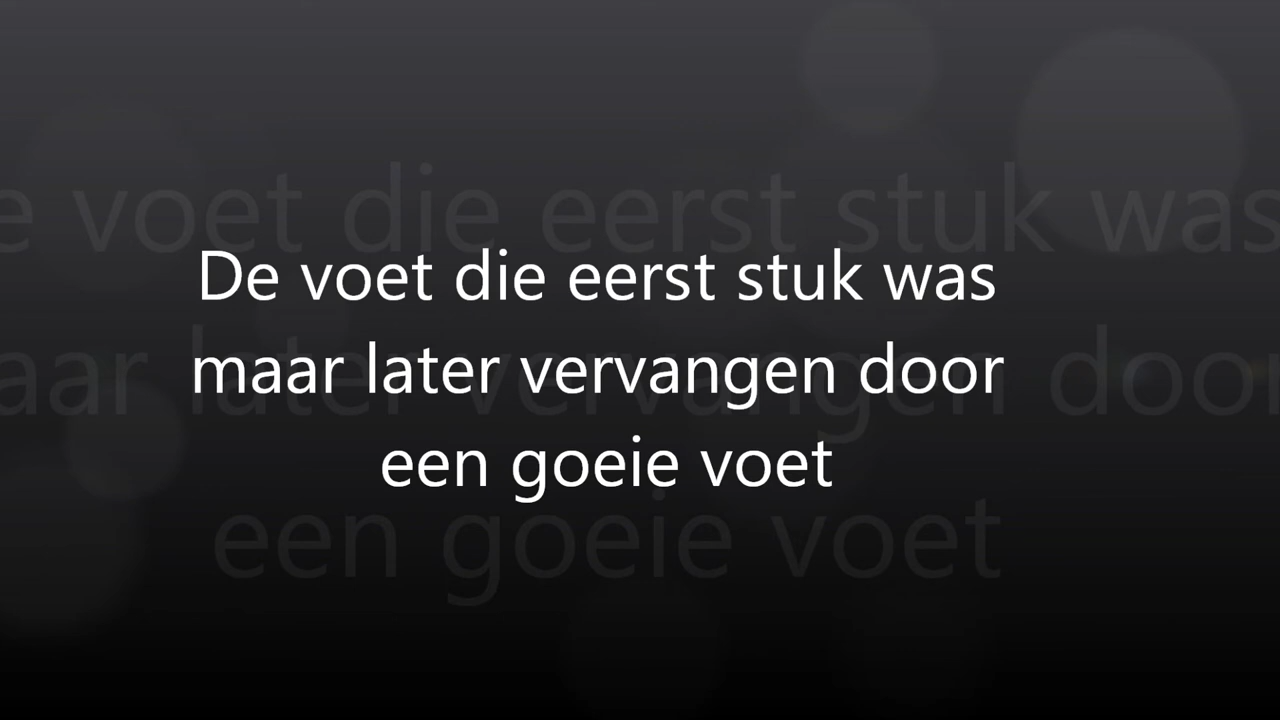 De voet die eerst stuk was
maar later vervangen door
een goeie voet